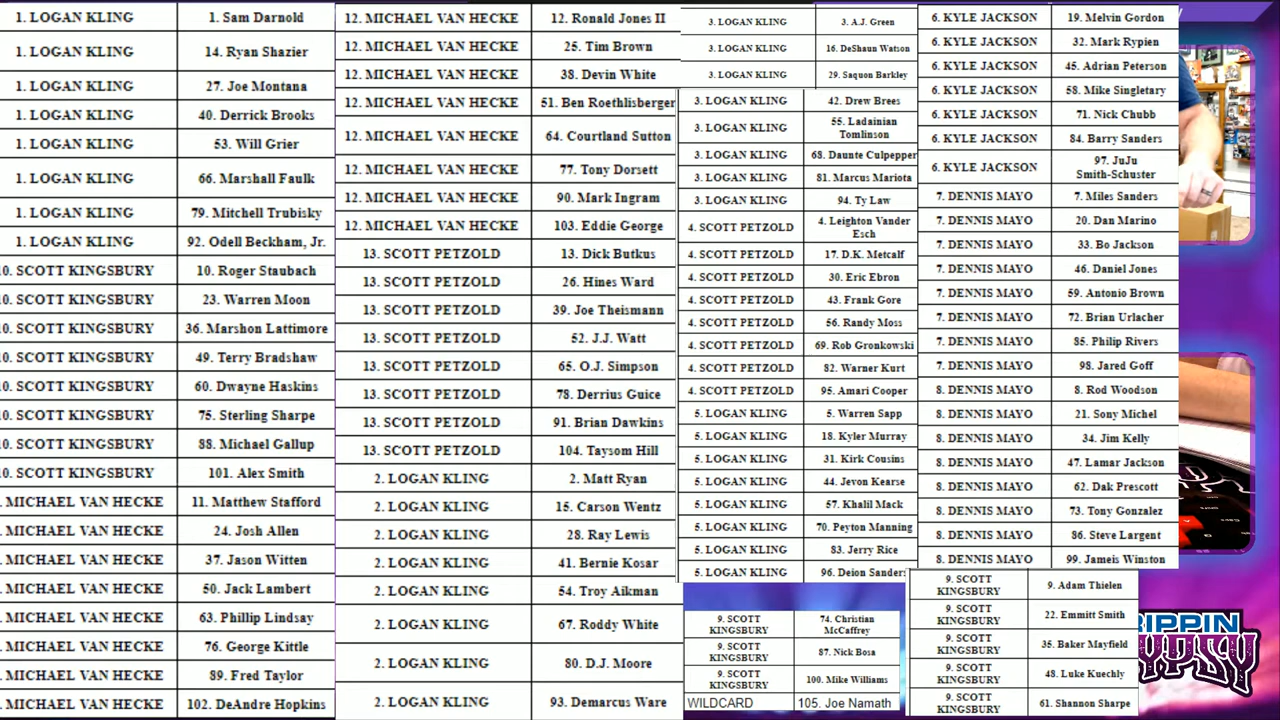 1. LOGAN KLING 1. Sam Darnold
1. LOGAN KLING 14. Ryan Shazier
1. LOGAN KLING 27. Joe Montana
1. LOGAN KLING 40. Derrick Brooks
1. LOGAN KLING 53. Will Grier
1. LOGAN KLING 66. Marshall Faulk
1. LOGAN KLING 79. Mitchell Trubisky
1. LOGAN KLING 92. Odell Beckham, Jr.
0. SCOTT KINGSBURY 10. Roger Staubach
0. SCOTT KINGSBURY 23. Warren Moon
0. SCOTT KINGSBURY 36. Marshon Lattimore
0. SCOTT KINGSBURY 49. Terry Bradshaw
0. SCOTT KINGSBURY 60. Dwayne Haskins
0. SCOTT KINGSBURY 75. Sterling Sharpe
0. SCOTT KINGSBURY 88. Michael Gallup
0. SCOTT KINGSBURY 101. Alex Smith
. MICHAEL VAN HECKE 11. Matthew Stafford
. MICHAEL VAN HECKE 24. Josh Allen
. MICHAEL VAN HECKE 37. Jason Witten
. MICHAEL VAN HECKE 50. Jack Lambert
. MICHAEL VAN HECKE 63. Phillip Lindsay
. MICHAEL VAN HECKE 76. George Kittle
. MICHAEL VAN HECKE 89. Fred Taylor
. MICHAEL VAN HECKE 102. DeAndre Hopkins
12. MICHAEL VAN HECKE 12. Ronald Jones II
12. MICHAEL VAN HECKE 25. Tim Brown
12. MICHAEL VAN HECKE 38. Devin White
12. MICHAEL VAN HECKE 51. Ben Roethlisberger
12. MICHAEL VAN HECKE 64. Courtland Sutton
12. MICHAEL VAN HECKE 77. Tony Dorsett
12. MICHAEL VAN HECKE 90. Mark Ingram
12. MICHAEL VAN HECKE 103. Eddie George
13. SCOTT PETZOLD 13. Dick Butkus
13. SCOTT PETZOLD 26. Hines Ward
13. SCOTT PETZOLD 39. Joe Theismann
13. SCOTT PETZOLD 52. J.J. Watt
13. SCOTT PETZOLD 65. O.J. Simpson
13. SCOTT PETZOLD 78. Derrius Guice
13. SCOTT PETZOLD 91. Brian Dawkins
13. SCOTT PETZOLD 104. Taysom Hill
2. LOGAN KLING 2. Matt Ryan
2. LOGAN KLING 15. Carson Wentz
2. LOGAN KLING 28. Ray Lewis
2. LOGAN KLING 41. Bernie Kosar
2. LOGAN KLING 54. Troy Aikman
2. LOGAN KLING 67. Roddy White
2. LOGAN KLING 80. D.J. Moore
2. LOGAN KLING 93. Demarcus Ware
3. LOGAN KLING 3. A.J. Green
3. LOGAN KLING 16. DeShaun Watson
3. LOGAN KLING 29. Saquon Barkley
3. LOGAN KLING 42. Drew Brees
3. LOGAN KLING 55. Ladainian
Tomlinson
3. LOGAN KLING 68. Daunte Culpepper
3. LOGAN KLING 81. Marcus Mariota
3. LOGAN KLING 94. Ty Law
4. SCOTT PETZOLD 4. Leighton Vander
Esch
4. SCOTT PETZOLD 17. D.K. Metcalf
4. SCOTT PETZOLD 30. Eric Ebron
4. SCOTT PETZOLD 43. Frank Gore
4. SCOTT PETZOLD 56. Randy Moss
4. SCOTT PETZOLD 69. Rob Gronkowski
4. SCOTT PETZOLD 82. Warner Kurt
4. SCOTT PETZOLD 95. Amari Cooper
5. LOGAN KLING 5. Warren Sapp
5. LOGAN KLING 18. Kyler Murray
5. LOGAN KLING 31. Kirk Cousins
5. LOGAN KLING 44. Jevon Kearse
5. LOGAN KLING 57. Khalil Mack
5. LOGAN KLING 70. Peyton Manning
5. LOGAN KLING 83. Jerry Rice
5. LOGAN KLING 96. Deion Sanders
9. SCOTT
KINGSBURY 74. Christian
McCaffrey
9. SCOTT
KINGSBURY 87. Nick Bosa
9. SCOTT
KINGSBURY 100. Mike Williams
WILDCARD 105. Joe Namath
6. KYLE JACKSON 19. Melvin Gordon
6. KYLE JACKSON 32. Mark Rypien
6. KYLE JACKSON 45. Adrian Peterson
6. KYLE JACKSON 58. Mike Singletary
6. KYLE JACKSON 71. Nick Chubb
6. KYLE JACKSON 84. Barry Sanders
6. KYLE JACKSON 97. JuJu
Smith-Schuster
7. DENNIS MAYO 7. Miles Sanders
7. DENNIS MAYO 20. Dan Marino
7. DENNIS MAYO 33. Bo Jackson
7. DENNIS MAYO 46. Daniel Jones
7. DENNIS MAYO 59. Antonio Brown
7. DENNIS MAYO 72. Brian Urlacher
7. DENNIS MAYO 85. Philip Rivers
7. DENNIS MAYO 98. Jared Goff
8. DENNIS MAYO 8. Rod Woodson
8. DENNIS MAYO 21. Sony Michel
8. DENNIS MAYO 34. Jim Kelly
8. DENNIS MAYO 47. Lamar Jackson
8. DENNIS MAYO 62. Dak Prescott
8. DENNIS MAYO 73. Tony Gonzalez
8. DENNIS MAYO 86. Steve Largent
8. DENNIS MAYO 99. Jameis Winston
9. SCOTT
KINGSBURY 9. Adam Thielen
9. SCOTT
KINGSBURY 22. Emmitt Smith
9. SCOTT
KINGSBURY 35. Baker Mayfield
9. SCOTT
KINGSBURY 48. Luke Kuechly
9. SCOTT
KINGSBURY 61. Shannon Sharpe
RIPPIN
GYPSY